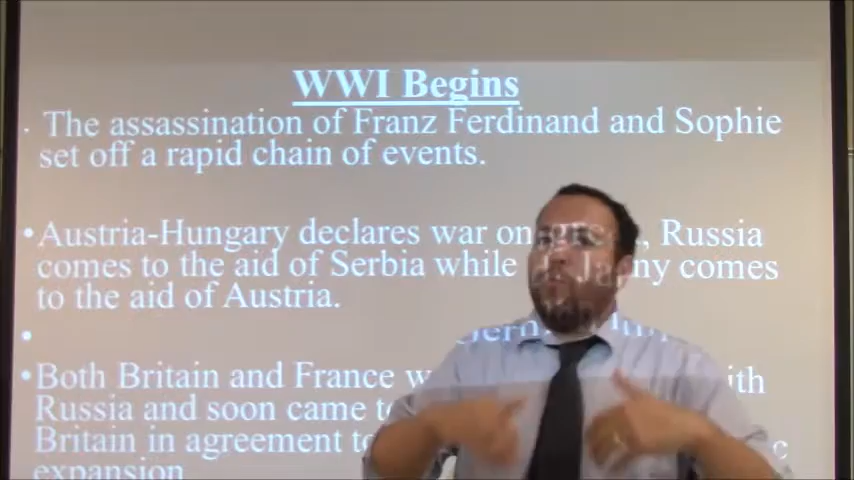 WWI Begins
· The assassination of Franz Ferdinand and Sophie
set off a rapid chain of events.
•Austria-Hungary declares war on , Russia
comes to the aid of Serbia while comes
to the aid of Austria.
•
•Both Britain and France with
Russia and soon came
Britain in agreement
expansion